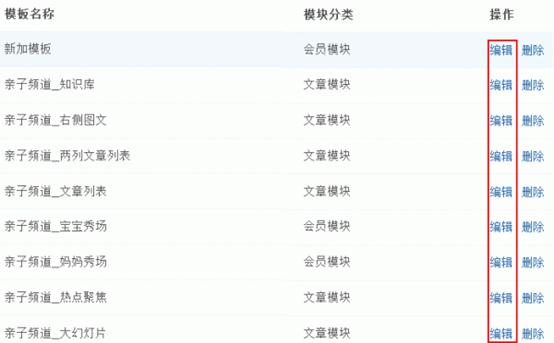 模板名称 模块分类 操作
新加模板 会员模块 编辑 删除
亲子频道_知识库 文章模块 编辑 删除
亲子频道_右侧图文 文章模块 编辑 删除
亲子频道_两列文章列表 文章模块 编辑 删除
亲子频道_文章列表 文章模块 编辑 删除
亲子频道_宝宝秀场 会员模块 编辑 删除
亲子频道_妈妈秀场 会员模块 编辑 删除
亲子频道_热点聚焦 文章模块 编辑 删除
亲子频道_大幻灯片 文章模块 编辑 删除